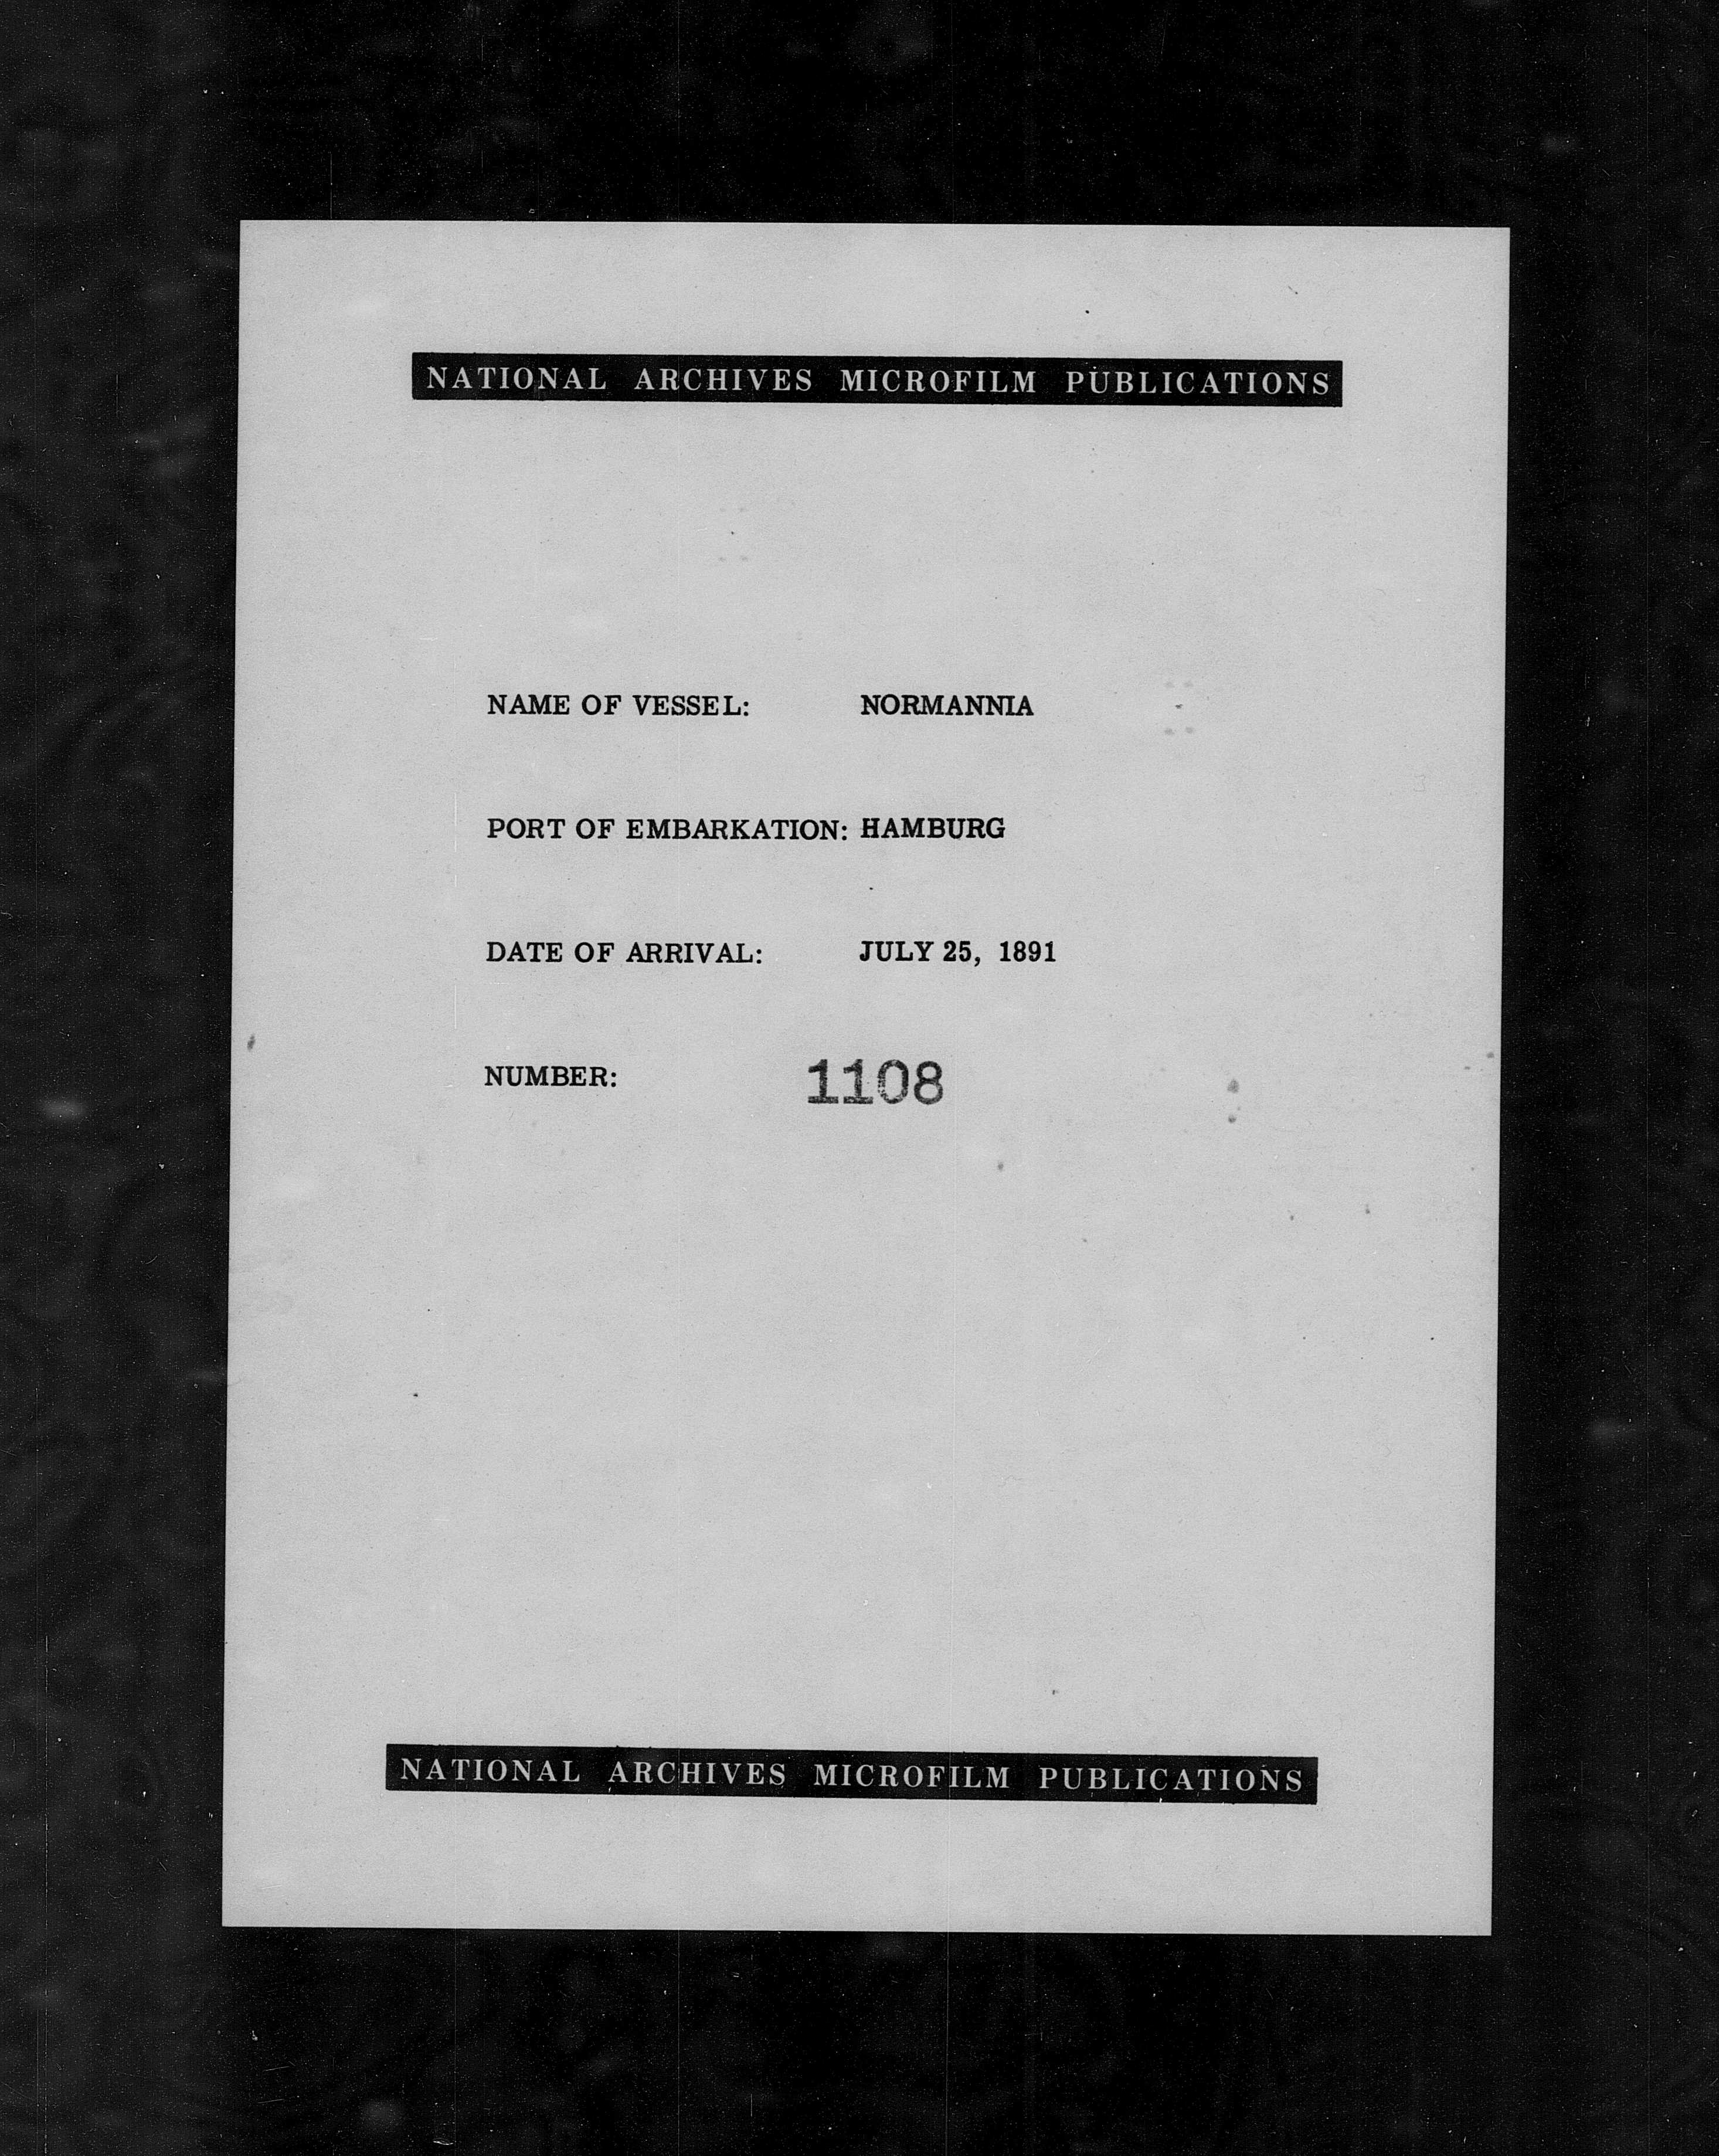 NATIONAL ARCHIVES MICROFILM PUBLICATIONS
NAME OF VESSEL: NORMANNIA
PORT OF EMBARKATION: HAMBURG
DATE OF ARRIVAL: JULY 25, 1891
NUMBER: 1108
NATIONAL ARCHIVES MICROFILM PUBLICATIONS